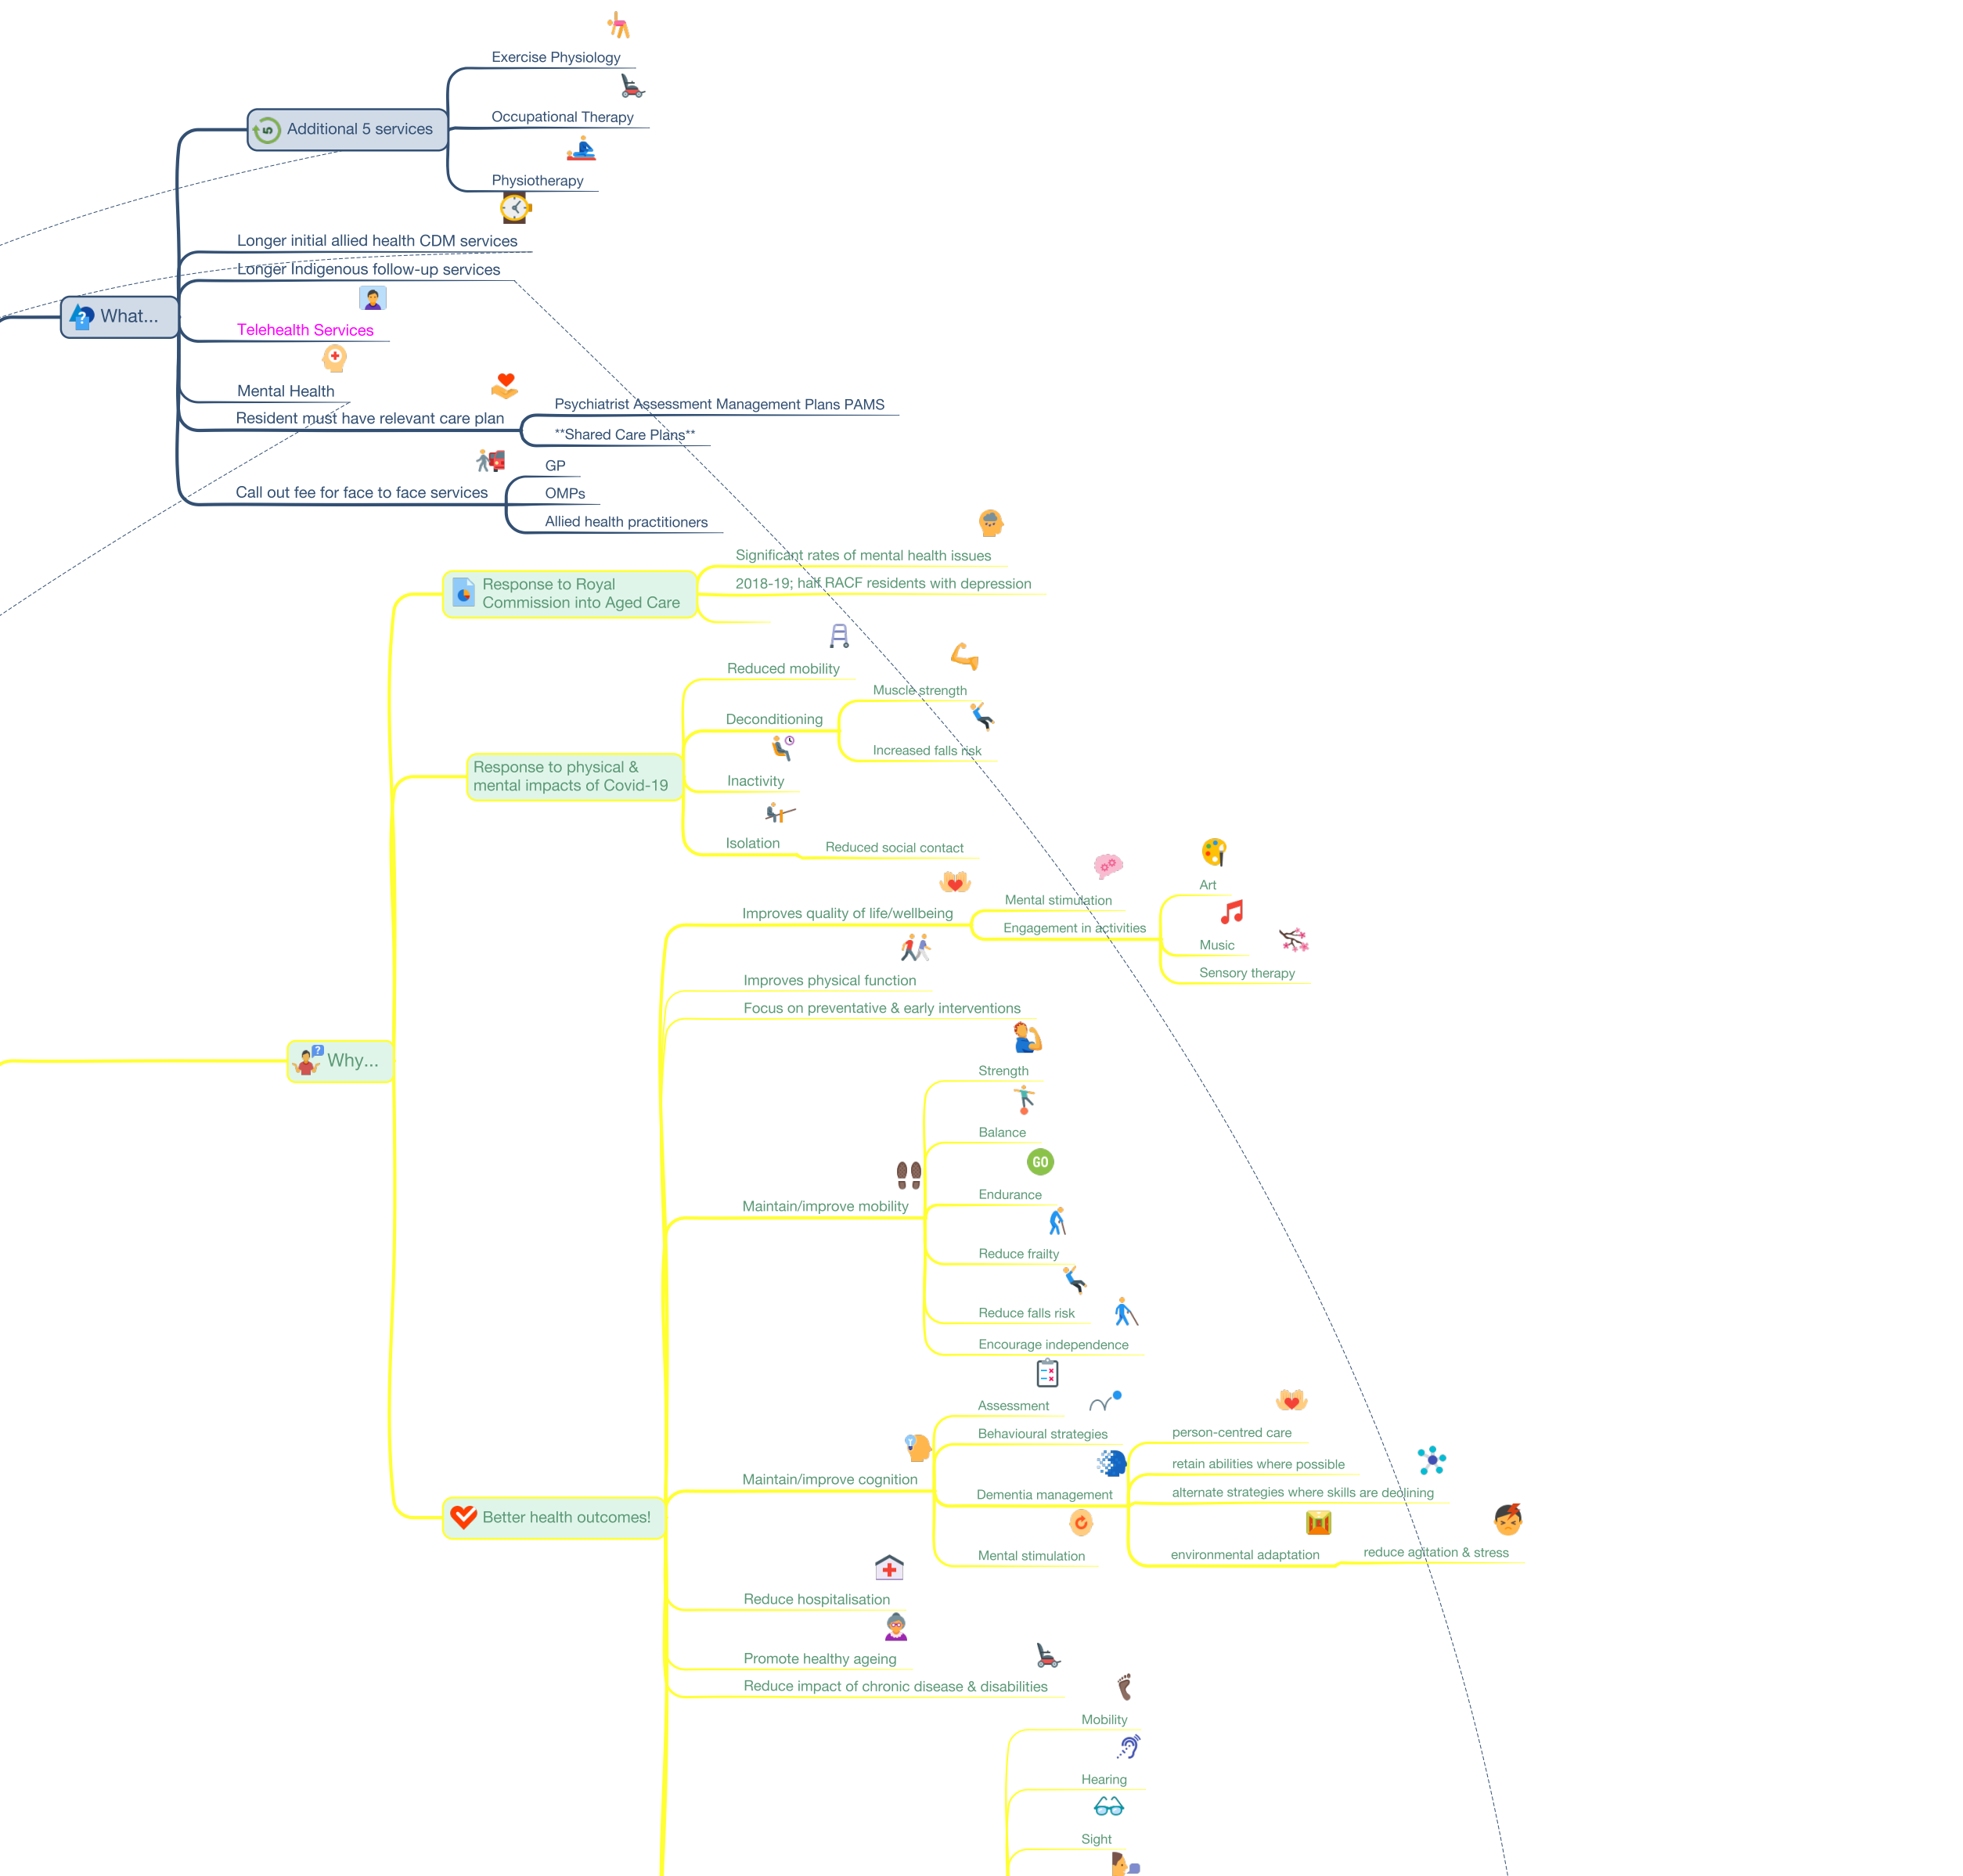 Exercise Physiology
Occupational Therapy
Physiotherapy
5
Additional 5 services
Longer initial allied health CDM services
Longer Indigenous follow-up services
?
What...
Telehealth Services
Mental Health
Resident must have relevant care plan
Psychiatrist Assessment Management Plans PAMS
**Shared Care Plans**
Call out fee for face to face services
GP
OMPs
Allied health practitioners
Response to Royal
Commission into Aged Care
Significant rates of mental health issues
2018-19; half RACF residents with depression
Response to physical &
mental impacts of Covid-19
Reduced mobility
Deconditioning
Muscle strength
Increased falls risk
Inactivity
Isolation
Reduced social contact
?
Why...
Better health outcomes!
Improves quality of life/wellbeing
Mental stimulation
Engagement in activities
Art
Music
Sensory therapy
Improves physical function
Focus on preventative & early interventions
Maintain/improve mobility
Strength
Balance
GO
Endurance
Reduce frailty
Reduce falls risk
Encourage independence
Maintain/improve cognition
Assessment
Behavioural strategies
Dementia management
person-centred care
retain abilities where possible
alternate strategies where skills are declining
environmental adaptation
reduce agitation & stress
Mental stimulation
Reduce hospitalisation
Promote healthy ageing
Reduce impact of chronic disease & disabilities
Mobility
Hearing
Sight